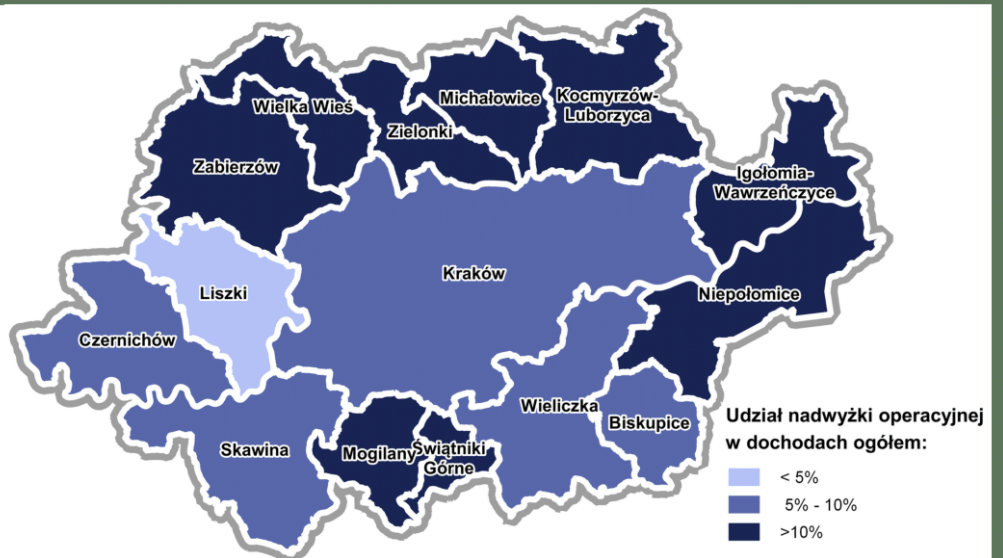 Wielka Wieś
Michałowice
Kocmyrzów-
Luborzyca
Zielonki
Zabierzów
Igołomia-
Wawrzeńczyce
Kraków
Liszki
Niepołomice
Czernichów
Wieliczka
Biskupice
Skawina
Mogilany
Świątniki
Górne
Udział nadwyżki operacyjnej
w dochodach ogółem:
< 5%
5% - 10%
>10%